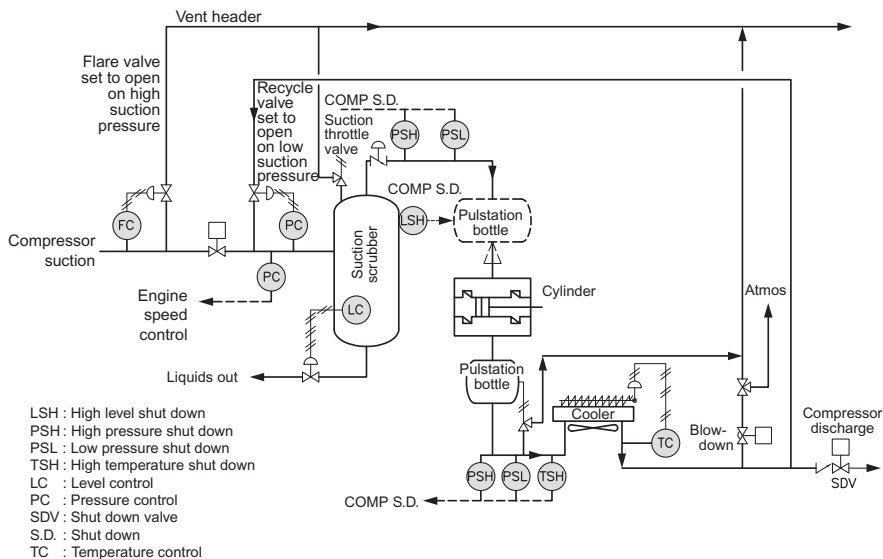 Vent header
Flare valve
set to open
on high
suction
pressure
Recycle
valve
set to
open
on low
suction
pressure
COMP S.D.
Suction
throttle
valve
PSH
PSL
COMP S.D.
LSH
Pulstation
bottle
FC
PC
Compressor
suction
PC
Suction
scrubber
Engine
speed
control
LC
Cylinder
Atmos
Liquids out
Pulstation
bottle
Cooler
TC
Blow-
down
Compressor
discharge
SDV
PSH
PSL
TSH
COMP S.D.
LSH : High level shut down
PSH : High pressure shut down
PSL : Low pressure shut down
TSH : High temperature shut down
LC : Level control
PC : Pressure control
SDV : Shut down valve
S.D. : Shut down
TC : Temperature control